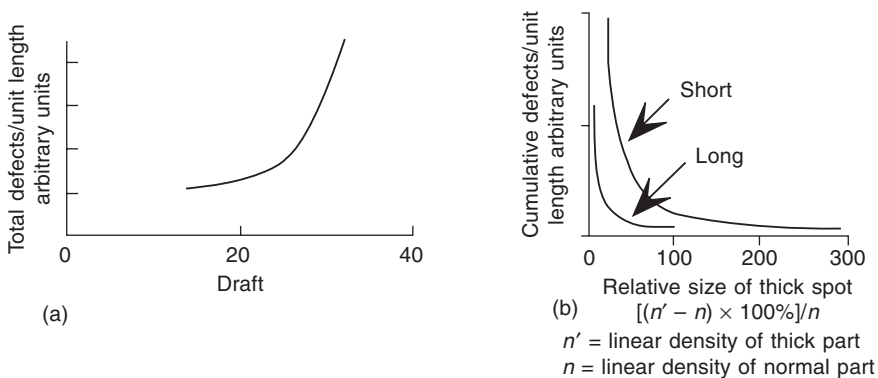 Total defects/unit length
arbitrary units
0
20
40
Draft
(a)
Cumulative defects/unit
length arbitrary units
Short
Long
0
100
200
300
Relative size of thick spot
[(n′ – n) × 100%]/n
(b)
n′ = linear density of thick part
n = linear density of normal part